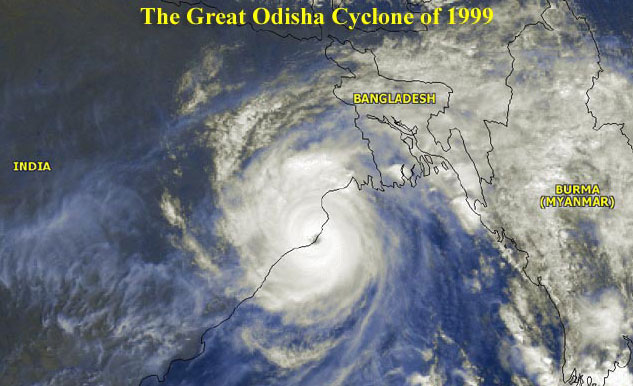 The Great Odisha Cyclone of 1999
BANGLADESH
INDIA
BURMA
(MYANMAR)